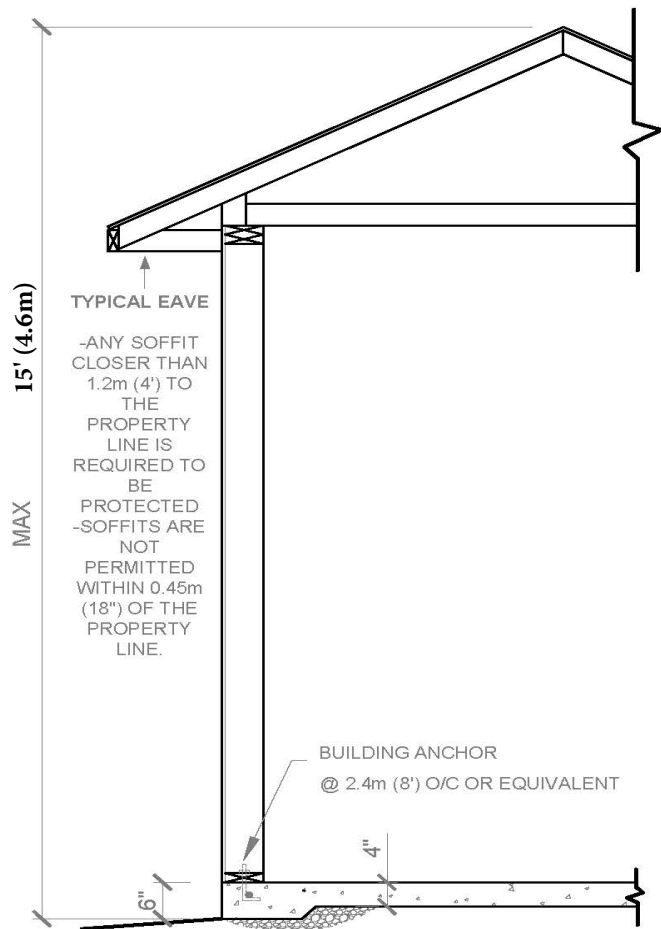 15' (4.6m)
MAX
TYPICAL EAVE
-ANY SOFFIT
CLOSER THAN
1.2m (4') TO
THE
PROPERTY
LINE IS
REQUIRED TO
BE
PROTECTED
-SOFFITS ARE
NOT
PERMITTED
WITHIN 0.45m
(18") OF THE
PROPERTY
LINE.
BUILDING ANCHOR
@ 2.4m (8') O/C OR EQUIVALENT
6"
4"